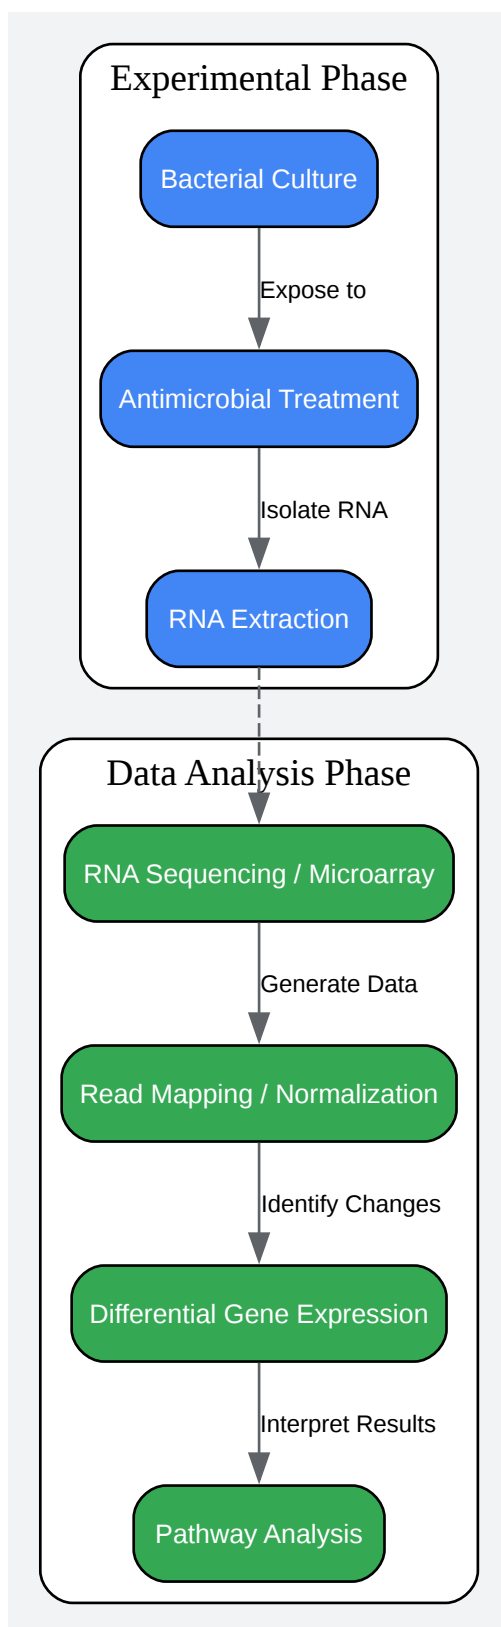 Experimental Phase
Bacterial Culture
Expose to
Antimicrobial Treatment
Isolate RNA
RNA Extraction
Data Analysis Phase
RNA Sequencing / Microarray
Generate Data
Read Mapping / Normalization
Identify Changes
Differential Gene Expression
Interpret Results
Pathway Analysis